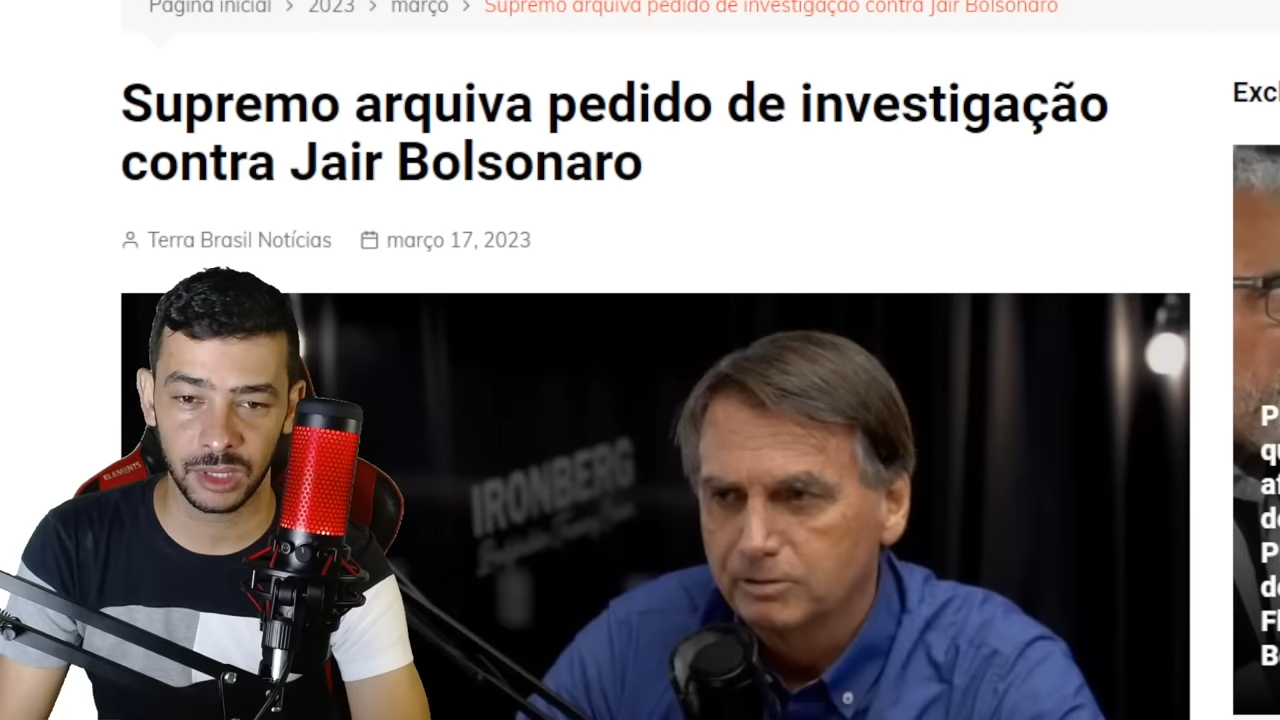 Página inicial > 2023 > março > Supremo arquiva pedido de investigação contra Jair Bolsonaro
Supremo arquiva pedido de investigação
contra Jair Bolsonaro
Terra Brasil Notícias março 17, 2023
IRONBERG
ELEMENTS